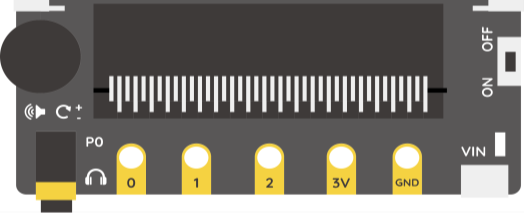 OFF
ON
+
-
P0
VIN
0 1 2 3V GND